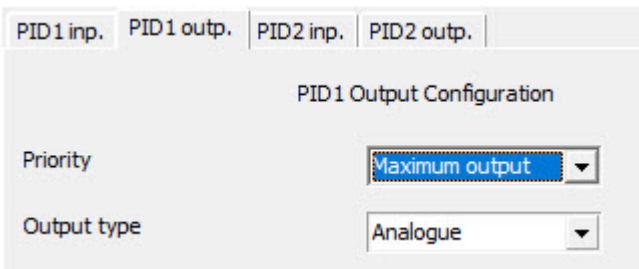 PID1 inp. PID1 outp. PID2 inp. PID2 outp.
PID1 Output Configuration
Priority Maximum output
Output type Analogue